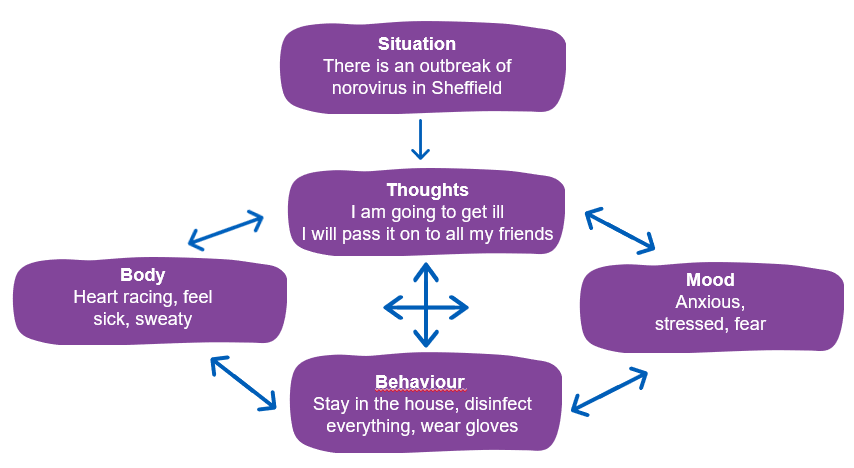 Situation
There is an outbreak of
norovirus in Sheffield
Thoughts
I am going to get ill
I will pass it on to all my friends
Body
Heart racing, feel
sick, sweaty
Mood
Anxious,
stressed, fear
Behaviour
Stay in the house, disinfect
everything, wear gloves